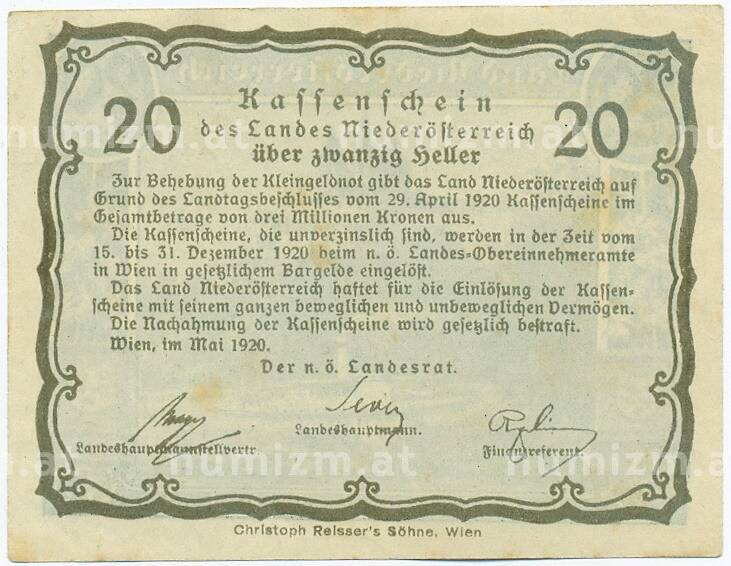 20 Kassenschein 20
des Landes Niederösterreich
über zwanzig Heller
Zur Behebung der Kleingeldnot gibt das Land Niederösterreich auf
Grund des Landtagsbeschlusses vom 29. April 1920 Kassenscheine im
Gesamtbetrage von drei Millionen Kronen aus.
Die Kassenscheine, die unverzinslich sind, werden in der Zeit vom
15. bis 31. Dezember 1920 beim n. ö. Landes=Obereinnehmeramte
in Wien in gesetzlichem Bargelde eingelöst.
Das Land Niederösterreich haftet für die Einlösung der Kassen=
scheine mit seinem ganzen beweglichen und unbeweglichen Vermögen.
Die Nachahmung der Kassenscheine wird gesetzlich bestraft.
Wien, im Mai 1920.
Der n. ö. Landesrat.
Sever
Landeshauptmann.
Landeshauptmannstellvertr
Finanzreferent.
numizm.at
Christoph Reisser's Söhne, Wien